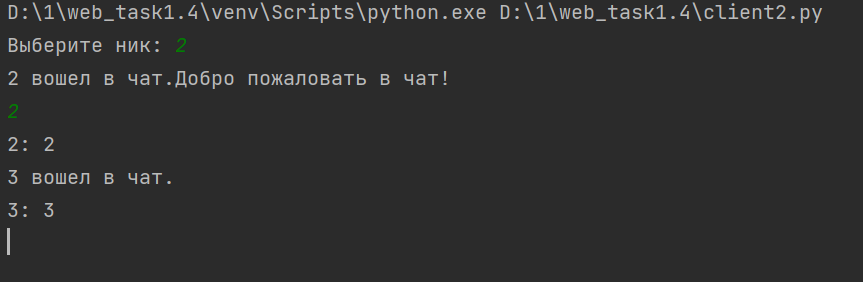 D:\1\web_task1.4\venv\Scripts\python.exe D:\1\web_task1.4\client2.py
Выберите ник: 2
2 вошел в чат.Добро пожаловать в чат!
2
2: 2
3 вошел в чат.
3: 3